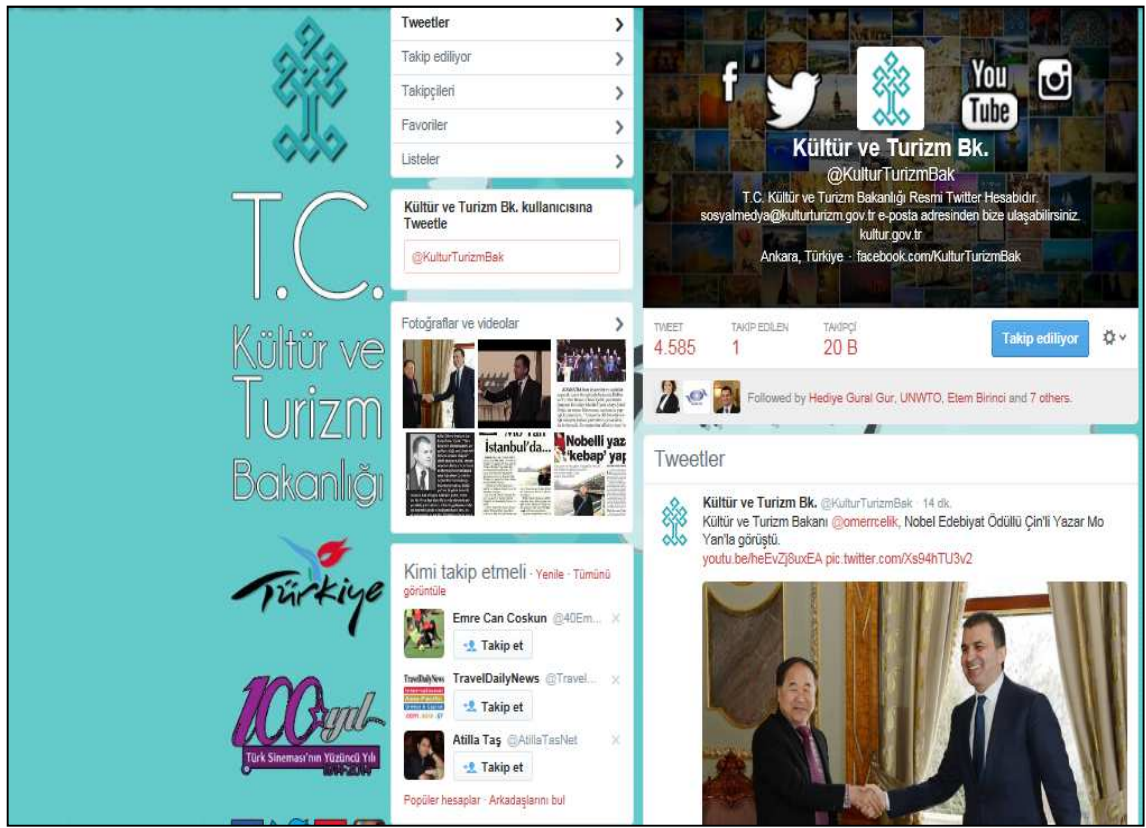 T.C.
Kültür ve
Turizm
Bakanlığı
Türkiye
100.yıl
Türk Sineması'nın Yüzüncü Yılı
1914-2014
Tweetler
Takip ediliyor
Takipçileri
Favoriler
Listeler
Kültür ve Turizm Bk. kullanıcısına
Tweetle
@KulturTurizmBak
Fotoğraflar ve videolar
Mo Yan
İstanbul'da...
Nobelli yaz
'kebap' yap
Kimi takip etmeli · Yenile · Tümünü
görüntüle
Emre Can Coskun @40Em...
Takip et
TravelDailyNews
TravelDailyNews @Travel...
Takip et
Atilla Taş @AtillaTasNet
Takip et
Popüler hesaplar · Arkadaşlarını bul
f
You
Tube
Kültür ve Turizm Bk.
@KulturTurizmBak
T.C. Kültür ve Turizm Bakanlığı Resmi Twitter Hesabıdır.
sosyalmedya@kulturturizm.gov.tr e-posta adresinden bize ulaşabilirsiniz.
kultur.gov.tr
Ankara, Türkiye · facebook.com/KulturTurizmBak
TWEET TAKİP EDİLEN TAKİPÇİ
4.585 1 20 B
Takip ediliyor
Followed by Hediye Gural Gur, UNWTO, Etem Birinci and 7 others.
Tweetler
Kültür ve Turizm Bk. @KulturTurizmBak · 14 dk.
Kültür ve Turizm Bakanı @omerrcelik, Nobel Edebiyat Ödüllü Çin'li Yazar Mo
Yan'la görüştü.
youtu.be/heEvZj8uxEA pic.twitter.com/Xs94hTU3v2